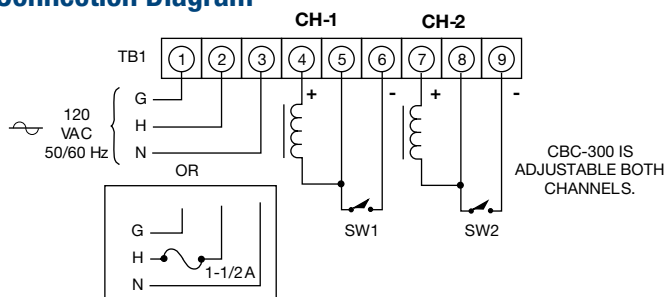 Connection Diagram
CH-1 CH-2
TB1 1 2 3 4 5 6 7 8 9
+ - + -
G
120
VAC
50/60 Hz
H
N
OR
CBC-300 IS
ADJUSTABLE BOTH
CHANNELS.
SW1 SW2
G
H
1-1/2A
N